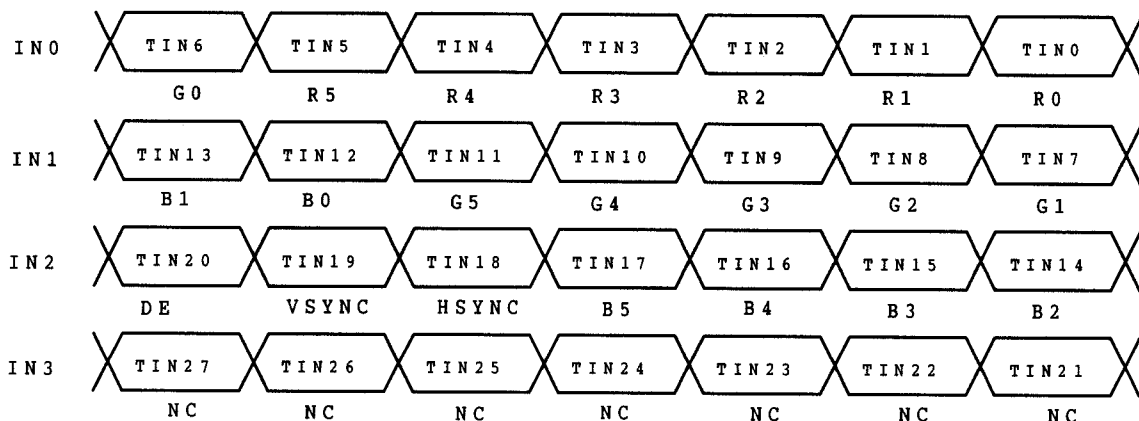 IN0 TIN6 TIN5 TIN4 TIN3 TIN2 TIN1 TIN0
G0 R5 R4 R3 R2 R1 R0
IN1 TIN13 TIN12 TIN11 TIN10 TIN9 TIN8 TIN7
B1 B0 G5 G4 G3 G2 G1
IN2 TIN20 TIN19 TIN18 TIN17 TIN16 TIN15 TIN14
DE VSYNC HSYNC B5 B4 B3 B2
IN3 TIN27 TIN26 TIN25 TIN24 TIN23 TIN22 TIN21
NC NC NC NC NC NC NC